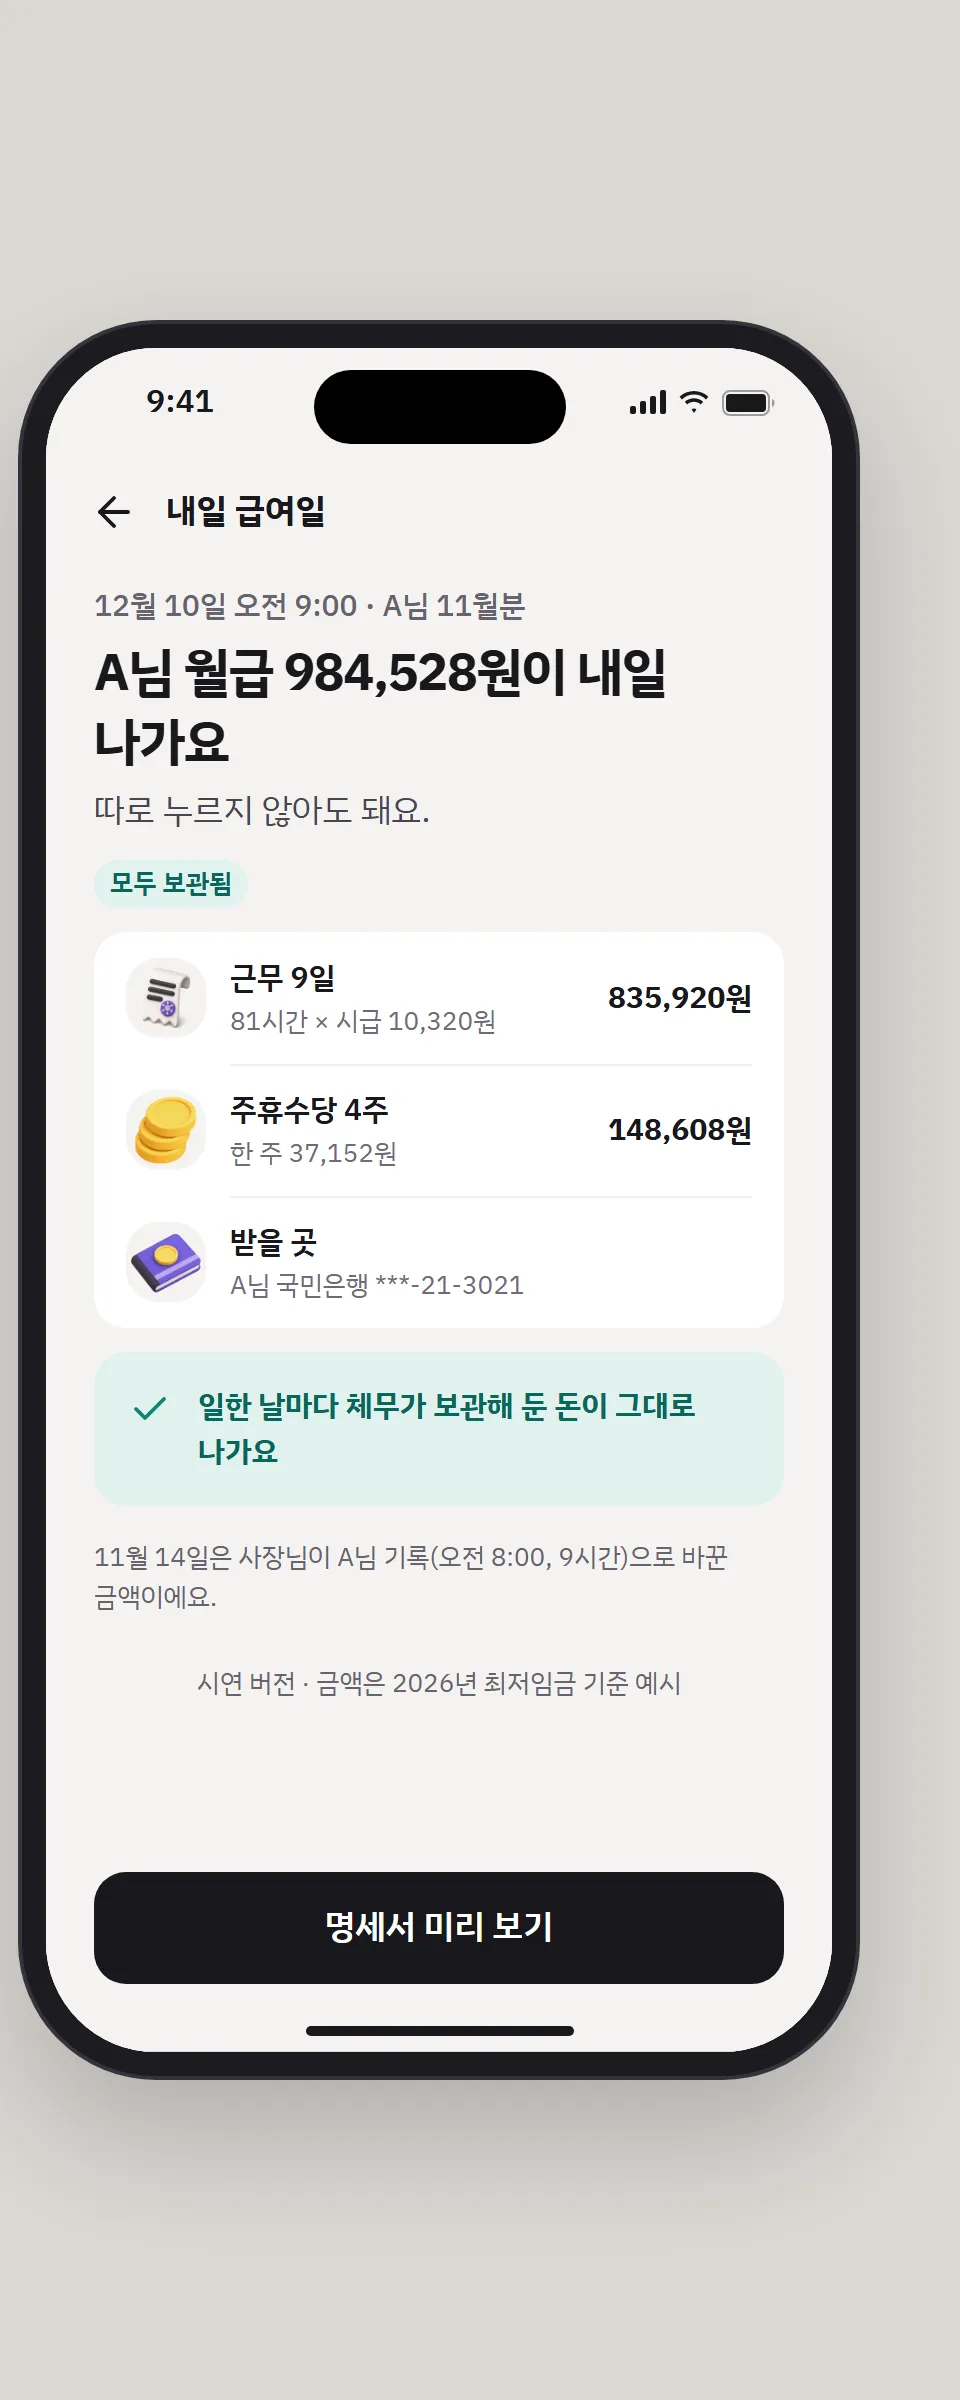 9:41
내일 급여일
12월 10일 오전 9:00 · A님 11월분
A님 월급 984,528원이 내일
나가요
따로 누르지 않아도 돼요.
모두 보관됨
근무 9일
81시간 × 시급 10,320원
835,920원
주휴수당 4주
한 주 37,152원
148,608원
받을 곳
A님 국민은행 ***-21-3021
일한 날마다 체무가 보관해 둔 돈이 그대로
나가요
11월 14일은 사장님이 A님 기록(오전 8:00, 9시간)으로 바꾼
금액이에요.
시연 버전 · 금액은 2026년 최저임금 기준 예시
명세서 미리 보기